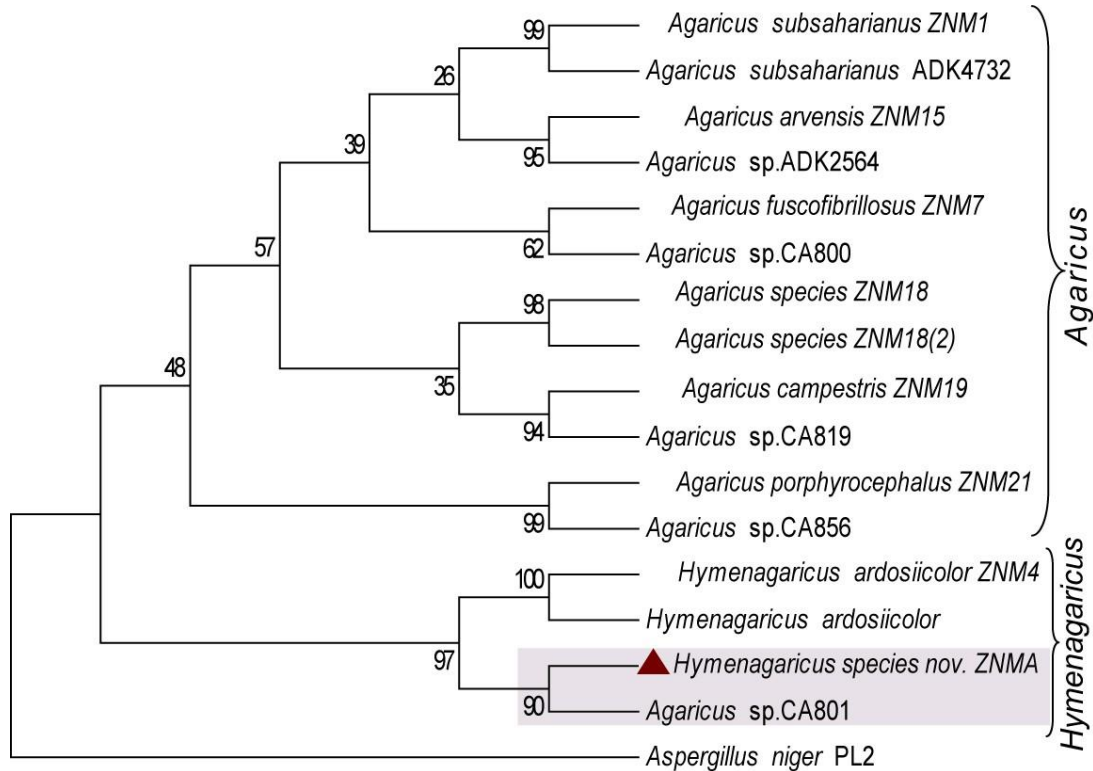 99
Agaricus subsaharianus ZNM1
26
Agaricus subsaharianus ADK4732
39
Agaricus arvensis ZNM15
95
Agaricus sp.ADK2564
57
Agaricus fuscofibrillosus ZNM7
62
Agaricus sp.CA800
98
Agaricus species ZNM18
Agaricus species ZNM18(2)
48
35
Agaricus campestris ZNM19
94
Agaricus sp.CA819
Agaricus porphyrocephalus ZNM21
99
Agaricus sp.CA856
Agaricus
100
Hymenagaricus ardosiicolor ZNM4
Hymenagaricus ardosiicolor
97
Hymenagaricus species nov. ZNMA
90
Agaricus sp.CA801
Hymenagaricus
Aspergillus niger PL2